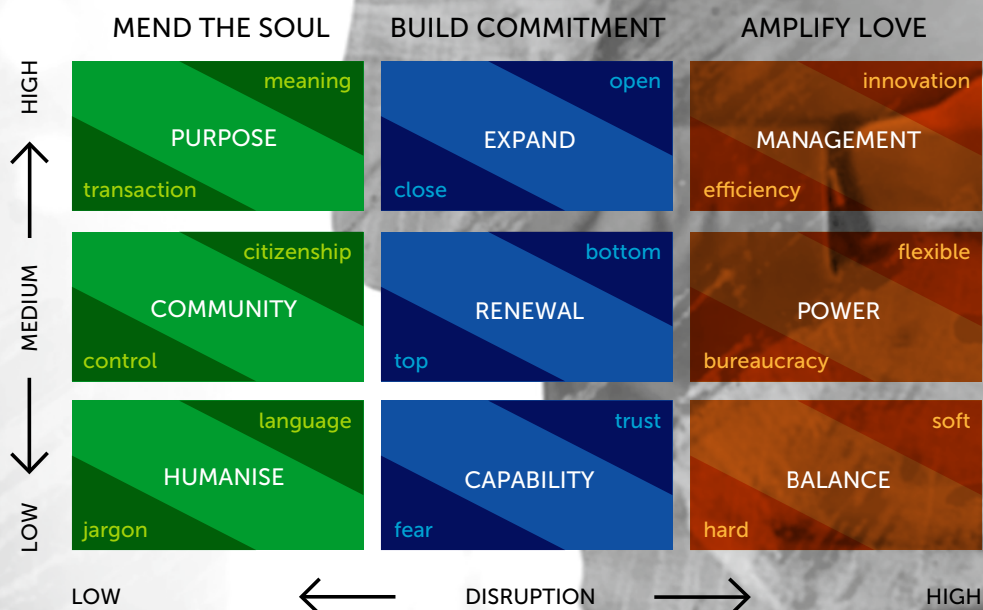 MEND THE SOUL
BUILD COMMITMENT
AMPLIFY LOVE
HIGH
MEDIUM
LOW
meaning
PURPOSE
transaction
open
EXPAND
close
innovation
MANAGEMENT
efficiency
citizenship
COMMUNITY
control
bottom
RENEWAL
top
flexible
POWER
bureaucracy
language
HUMANISE
jargon
trust
CAPABILITY
fear
soft
BALANCE
hard
LOW
DISRUPTION
HIGH